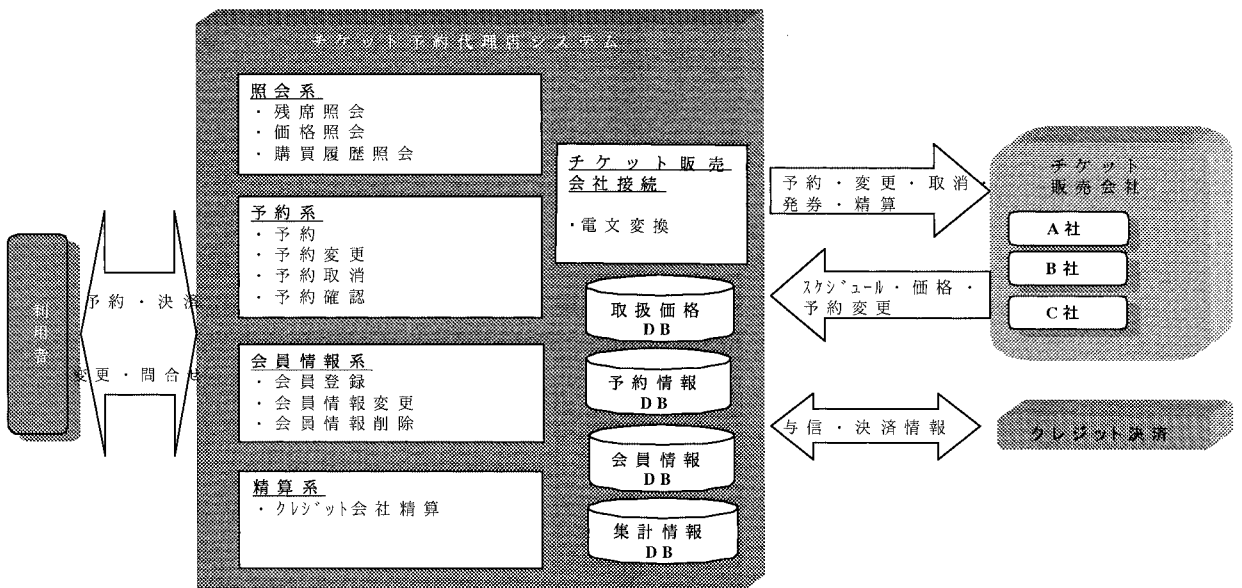 チケット予約代理店システム
照会系
・残席照会
・価格照会
・購買履歴照会
予約系
・予約
・予約変更
・予約取消
・予約確認
会員情報系
・会員登録
・会員情報変更
・会員情報削除
精算系
・クレジット会社精算
チケット販売
会社接続
・電文変換
取扱価格
DB
予約情報
DB
会員情報
DB
集計情報
DB
利用者
予約・決済
変更・問合せ
予約・変更・取消・
発券・精算
スケジュール・価格・
予約変更
与信・決済情報
チケット
販売会社
A社
B社
C社
クレジット決済